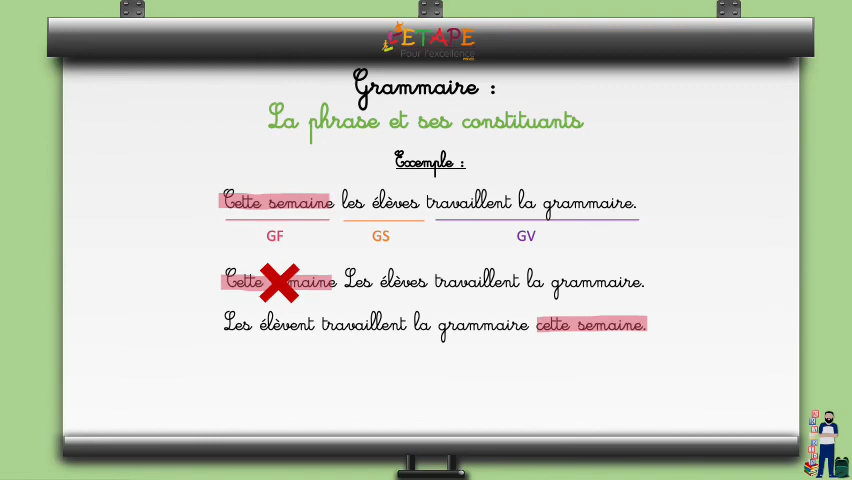 ETAPE
Pour l'excellence
Grammaire :
La phrase et ses constituants
Exemple :
Cette semaine les élèves travaillent la grammaire.
GF GS GV
Cette semaine Les élèves travaillent la grammaire.
Les élèvent travaillent la grammaire cette semaine.